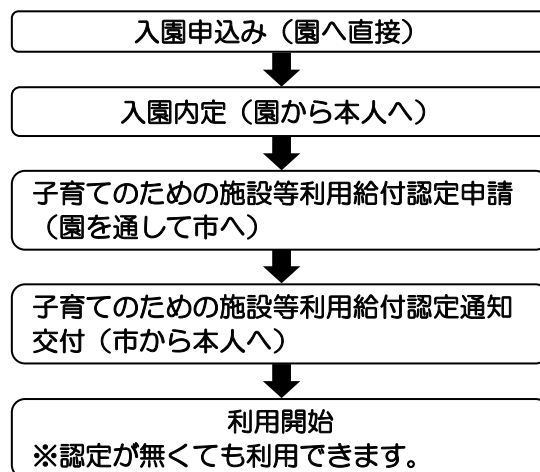 入園申込み（園へ直接）
入園内定（園から本人へ）
子育てのための施設等利用給付認定申請
（園を通して市へ）
子育てのための施設等利用給付認定通知
交付（市から本人へ）
利用開始
※認定が無くても利用できます。